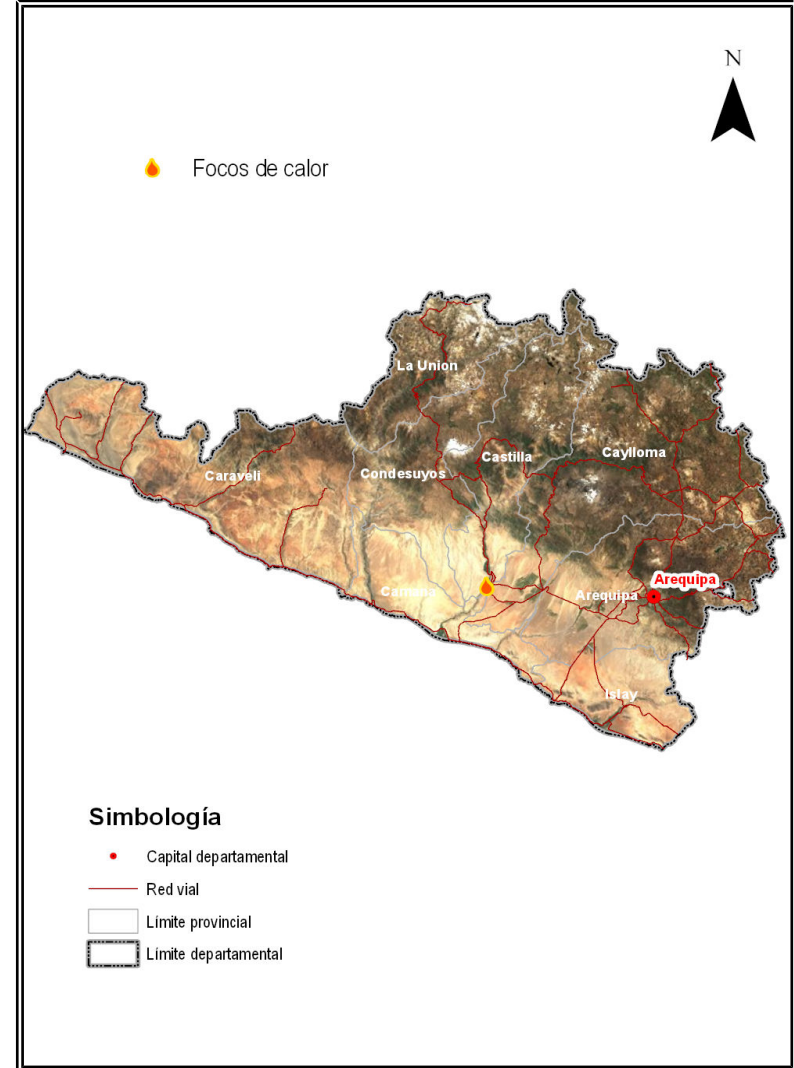 N
Focos de calor
La Union
Castilla
Caylloma
Condesuyos
Caraveli
Arequipa
Camana
Arequipa
Islay
Simbología
Capital departamental
Red vial
Límite provincial
Límite departamental